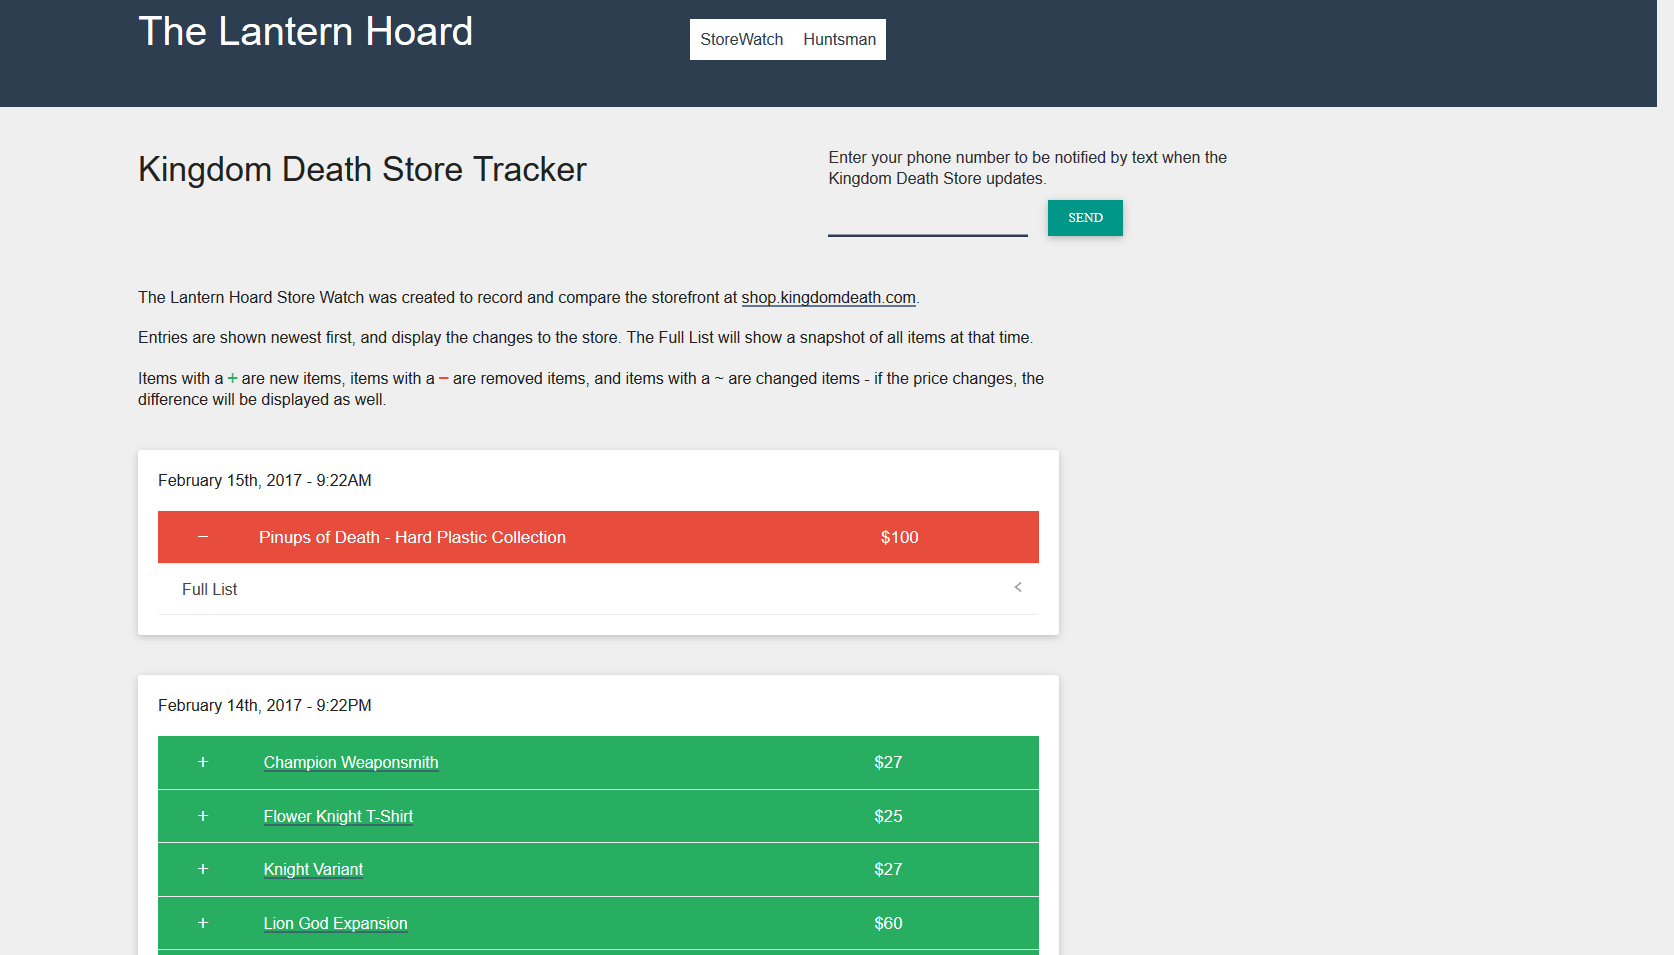 The Lantern Hoard
StoreWatch Huntsman
Kingdom Death Store Tracker
Enter your phone number to be notified by text when the
Kingdom Death Store updates.
SEND
The Lantern Hoard Store Watch was created to record and compare the storefront at shop.kingdomdeath.com.
Entries are shown newest first, and display the changes to the store. The Full List will show a snapshot of all items at that time.
Items with a + are new items, items with a − are removed items, and items with a ~ are changed items - if the price changes, the
difference will be displayed as well.
February 15th, 2017 - 9:22AM
− Pinups of Death - Hard Plastic Collection $100
Full List <
February 14th, 2017 - 9:22PM
+ Champion Weaponsmith $27
+ Flower Knight T-Shirt $25
+ Knight Variant $27
+ Lion God Expansion $60